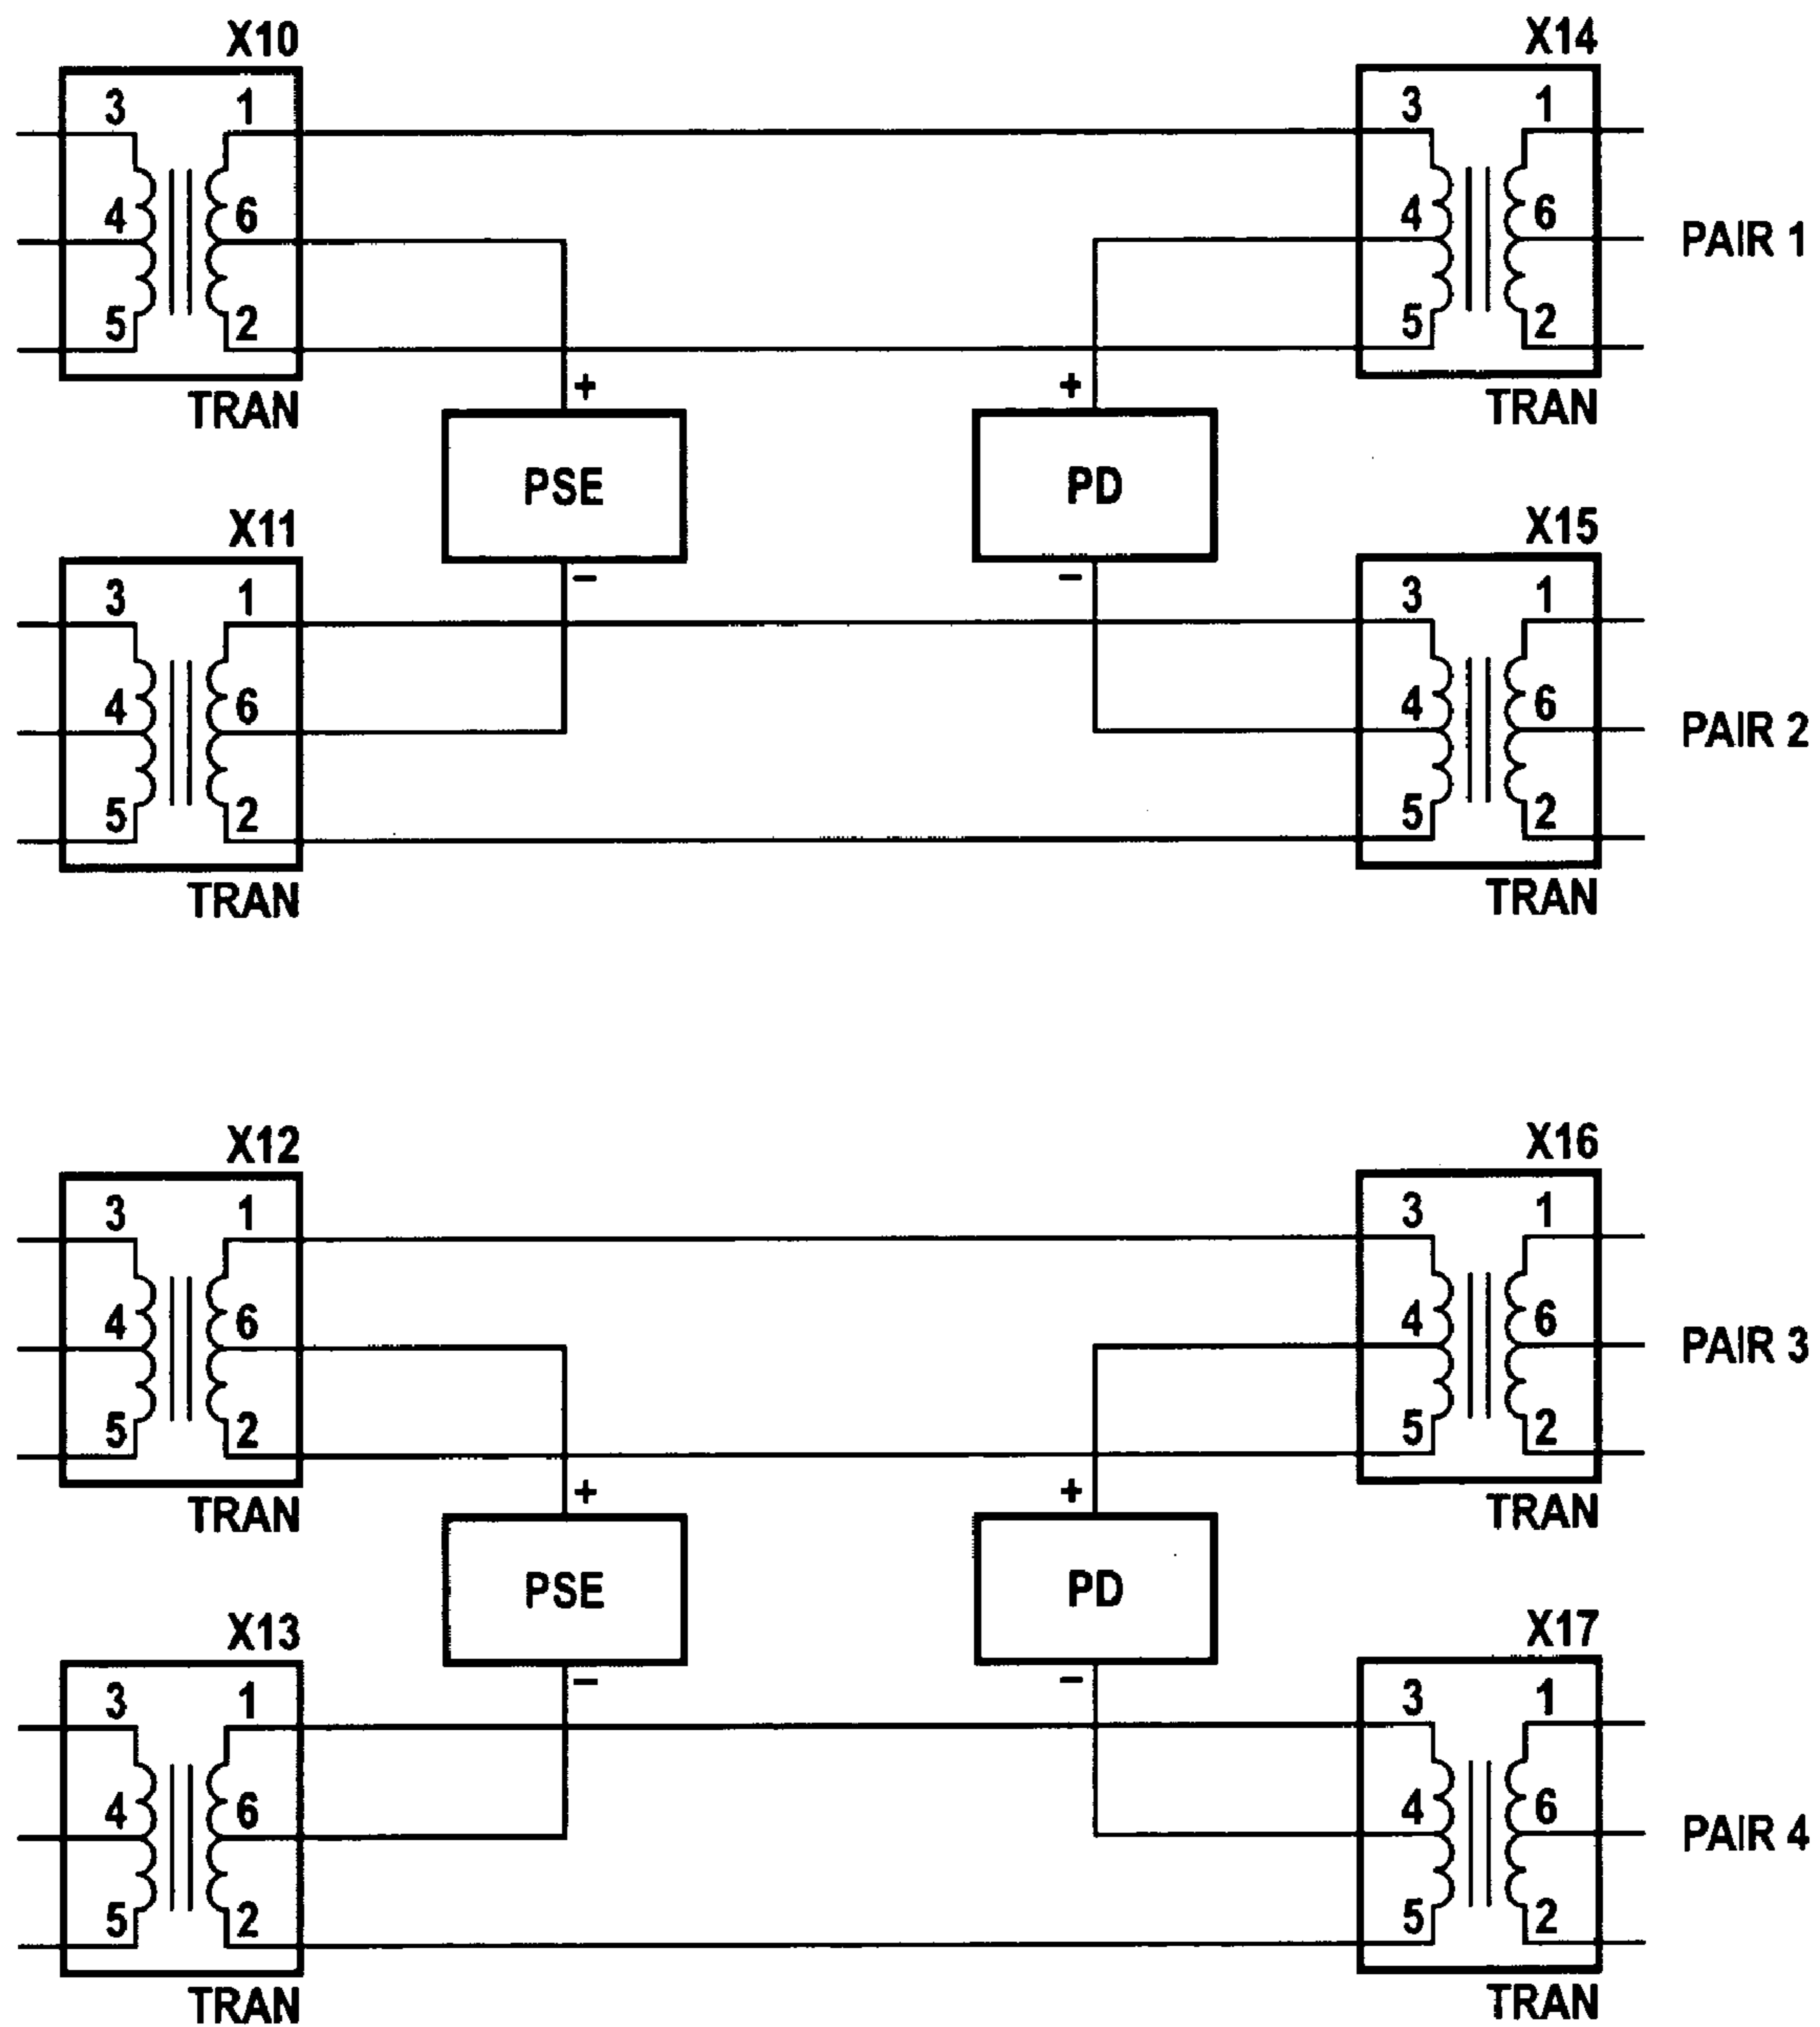 X10
X14
3 1
3 1
4 6
4 6
PAIR 1
5 2
5 2
+
+
TRAN
TRAN
PSE
PD
X11
X15
−
−
3 1
3 1
4 6
4 6
PAIR 2
5 2
5 2
TRAN
TRAN
X12
X16
3 1
3 1
4 6
4 6
PAIR 3
5 2
5 2
+
+
TRAN
TRAN
PSE
PD
X13
X17
−
−
3 1
3 1
4 6
4 6
PAIR 4
5 2
5 2
TRAN
TRAN